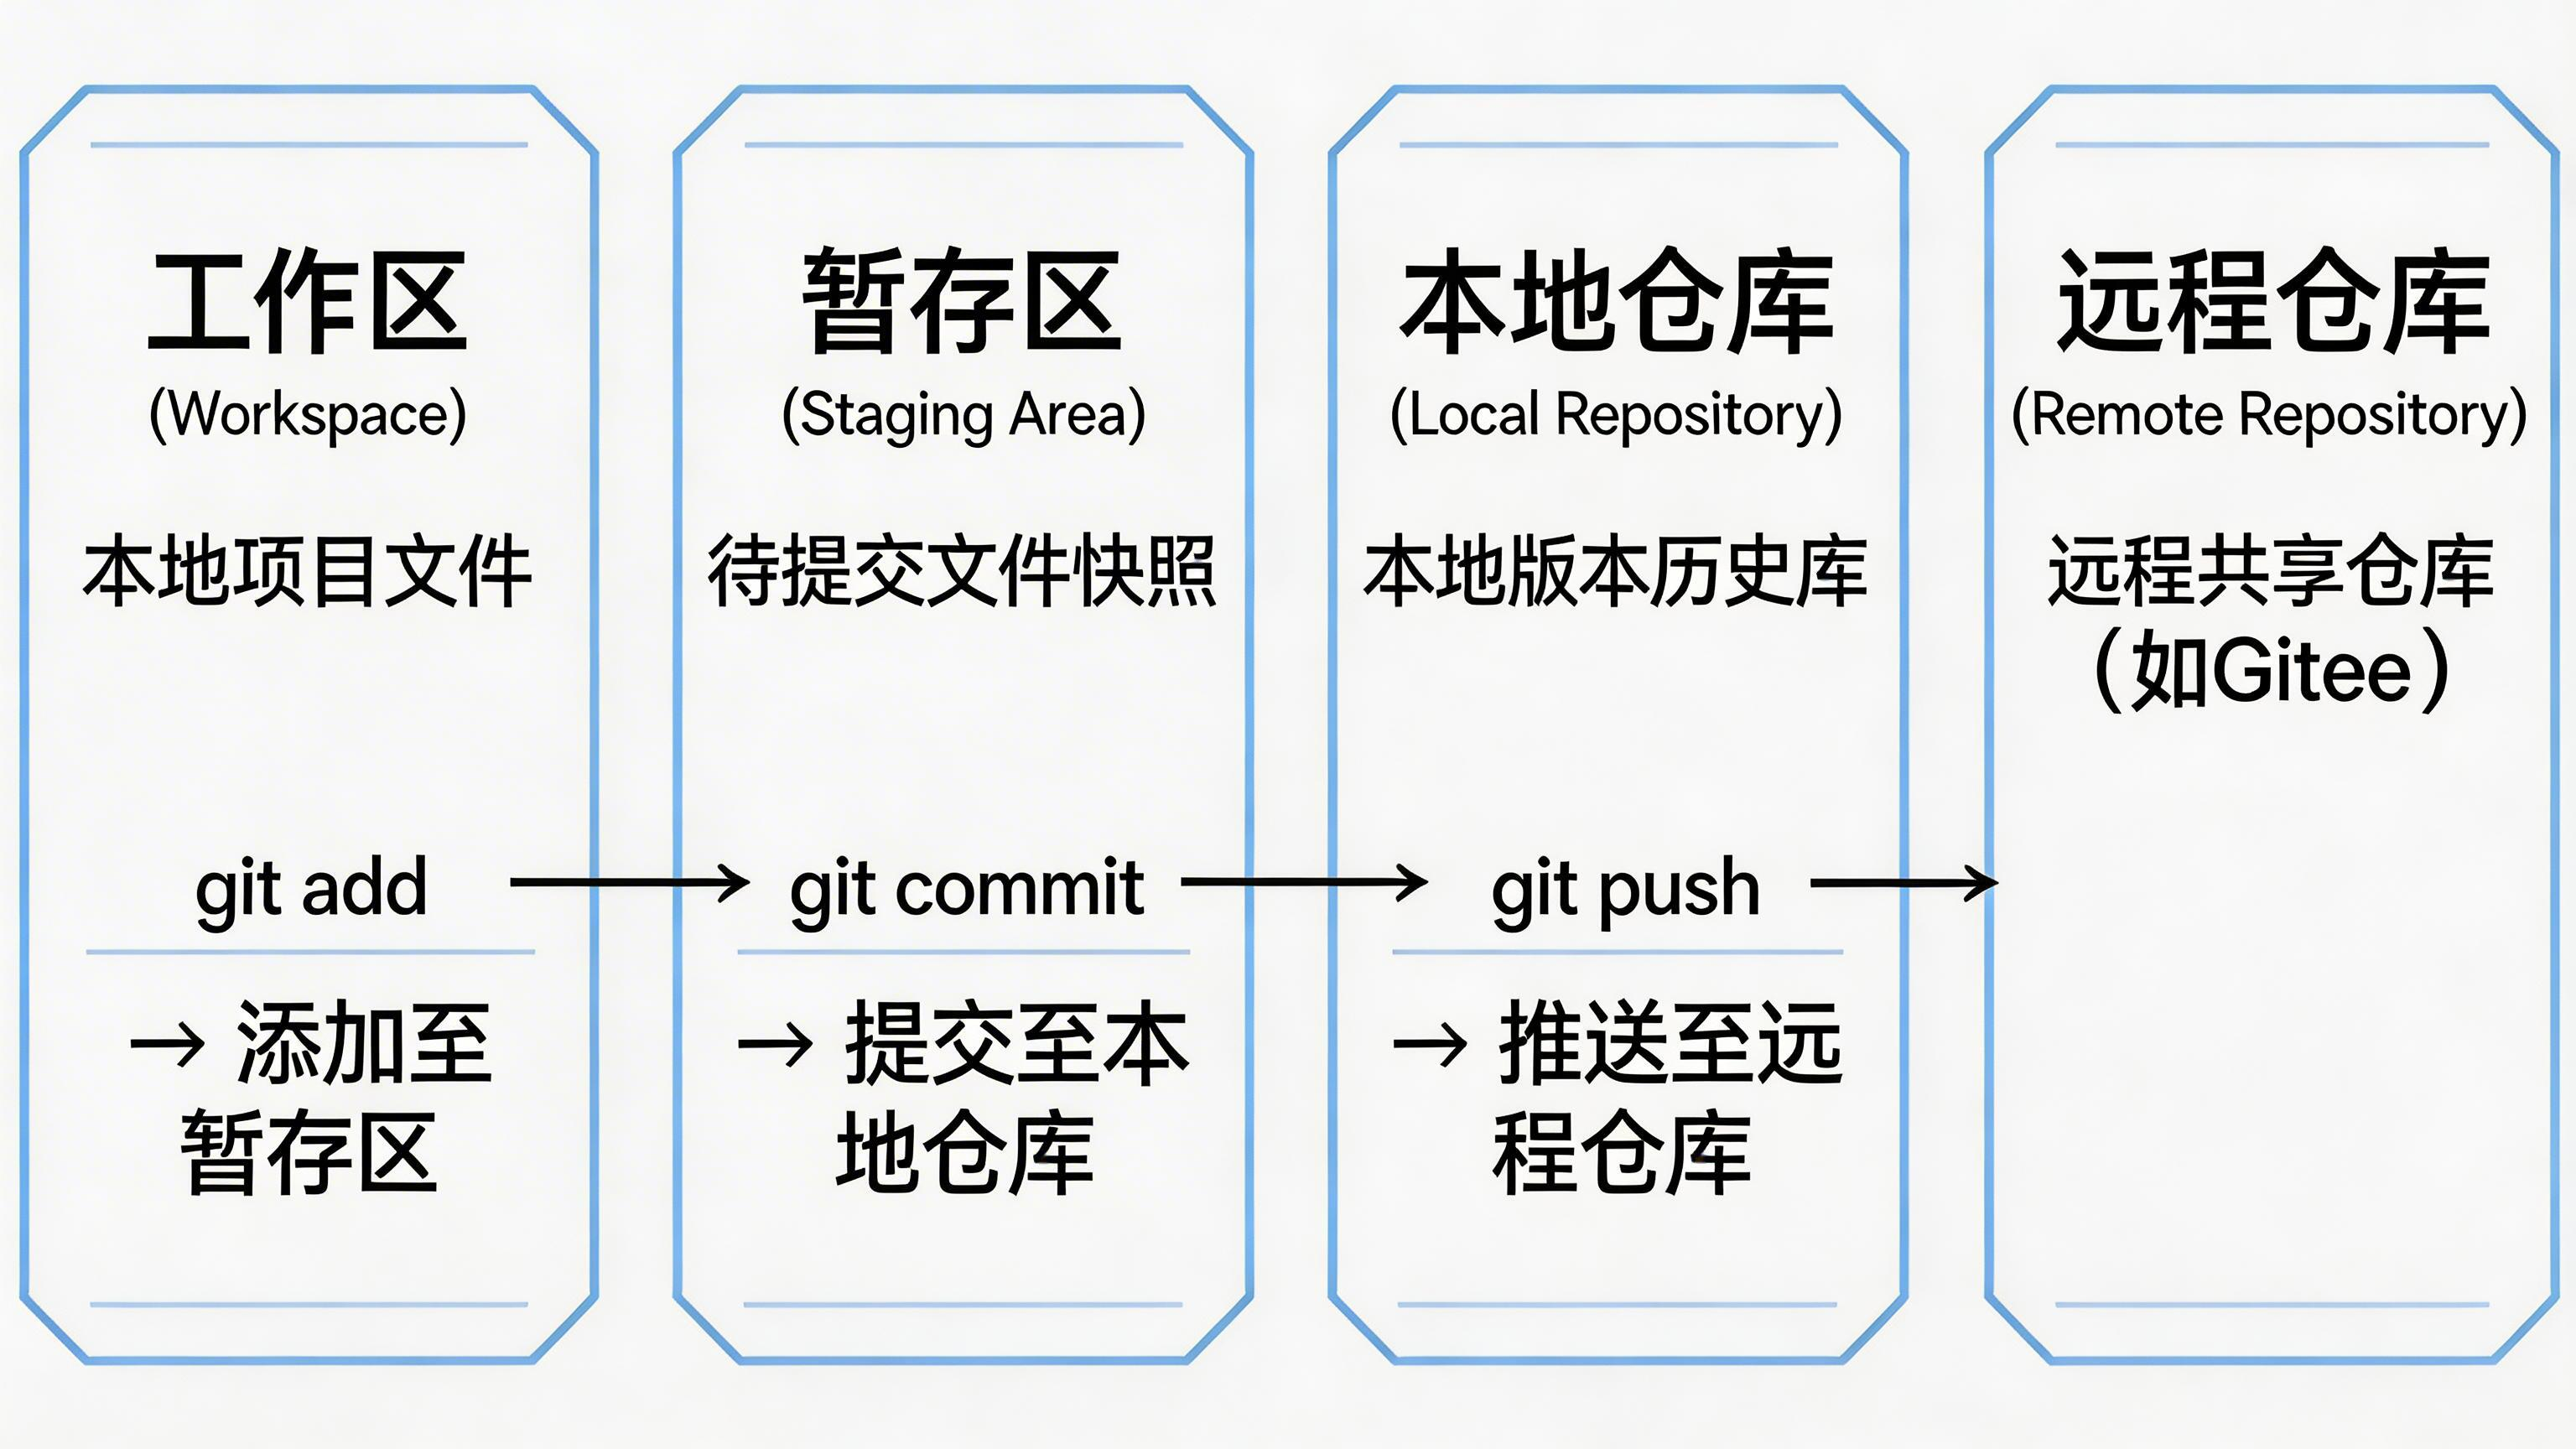 工作区
(Workspace)
本地项目文件
git add
→ 添加至
暂存区
暂存区
(Staging Area)
待提交文件快照
git commit
→ 提交至本
地仓库
本地仓库
(Local Repository)
本地版本历史库
git push
→ 推送至远
程仓库
远程仓库
(Remote Repository)
远程共享仓库
（如Gitee）